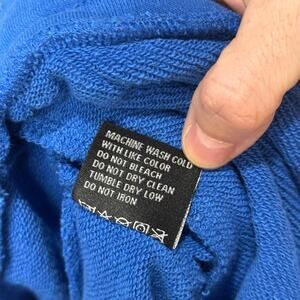 MACHINE WASH COLD
WITH LIKE COLOR
DO NOT BLEACH
DO NOT DRY CLEAN
TUMBLE DRY LOW
DO NOT IRON